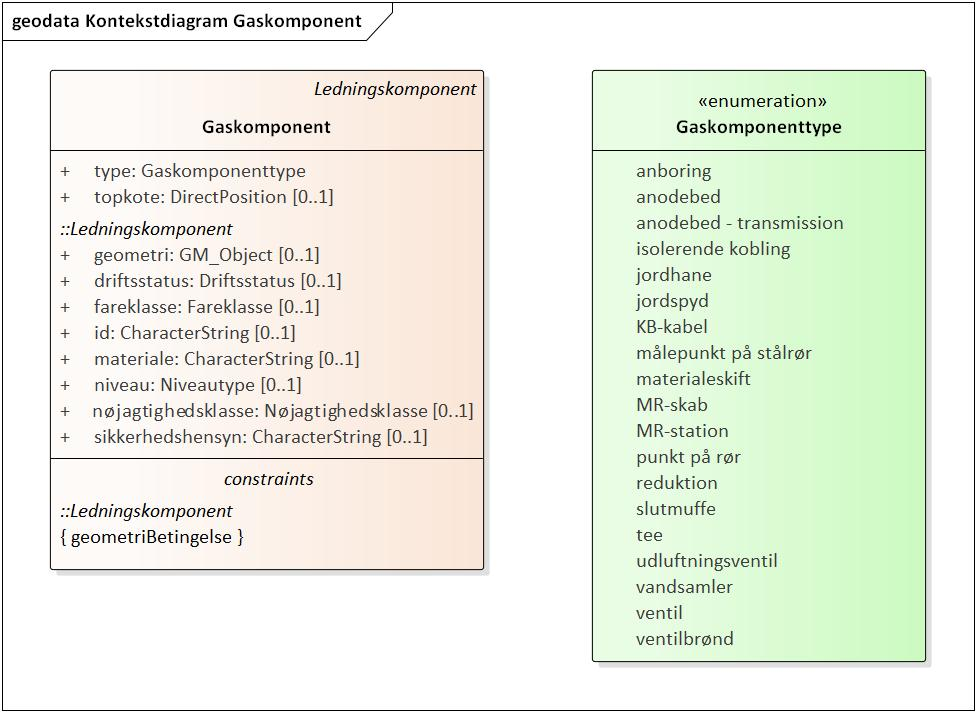 geodata Kontekstdiagram Gaskomponent
Ledningskomponent
Gaskomponent
+ type: Gaskomponenttype
+ topkote: DirectPosition [0..1]
::Ledningskomponent
+ geometri: GM_Object [0..1]
+ driftsstatus: Driftsstatus [0..1]
+ fareklasse: Fareklasse [0..1]
+ id: CharacterString [0..1]
+ materiale: CharacterString [0..1]
+ niveau: Niveautype [0..1]
+ nøjagtighedsklasse: Nøjagtighedsklasse [0..1]
+ sikkerhedshensyn: CharacterString [0..1]
constraints
::Ledningskomponent
{ geometriBetingelse }
«enumeration»
Gaskomponenttype
anboring
anodebed
anodebed - transmission
isolerende kobling
jordhane
jordspyd
KB-kabel
målepunkt på stålrør
materialeskift
MR-skab
MR-station
punkt på rør
reduktion
slutmuffe
tee
udluftningsventil
vandsamler
ventil
ventilbrønd